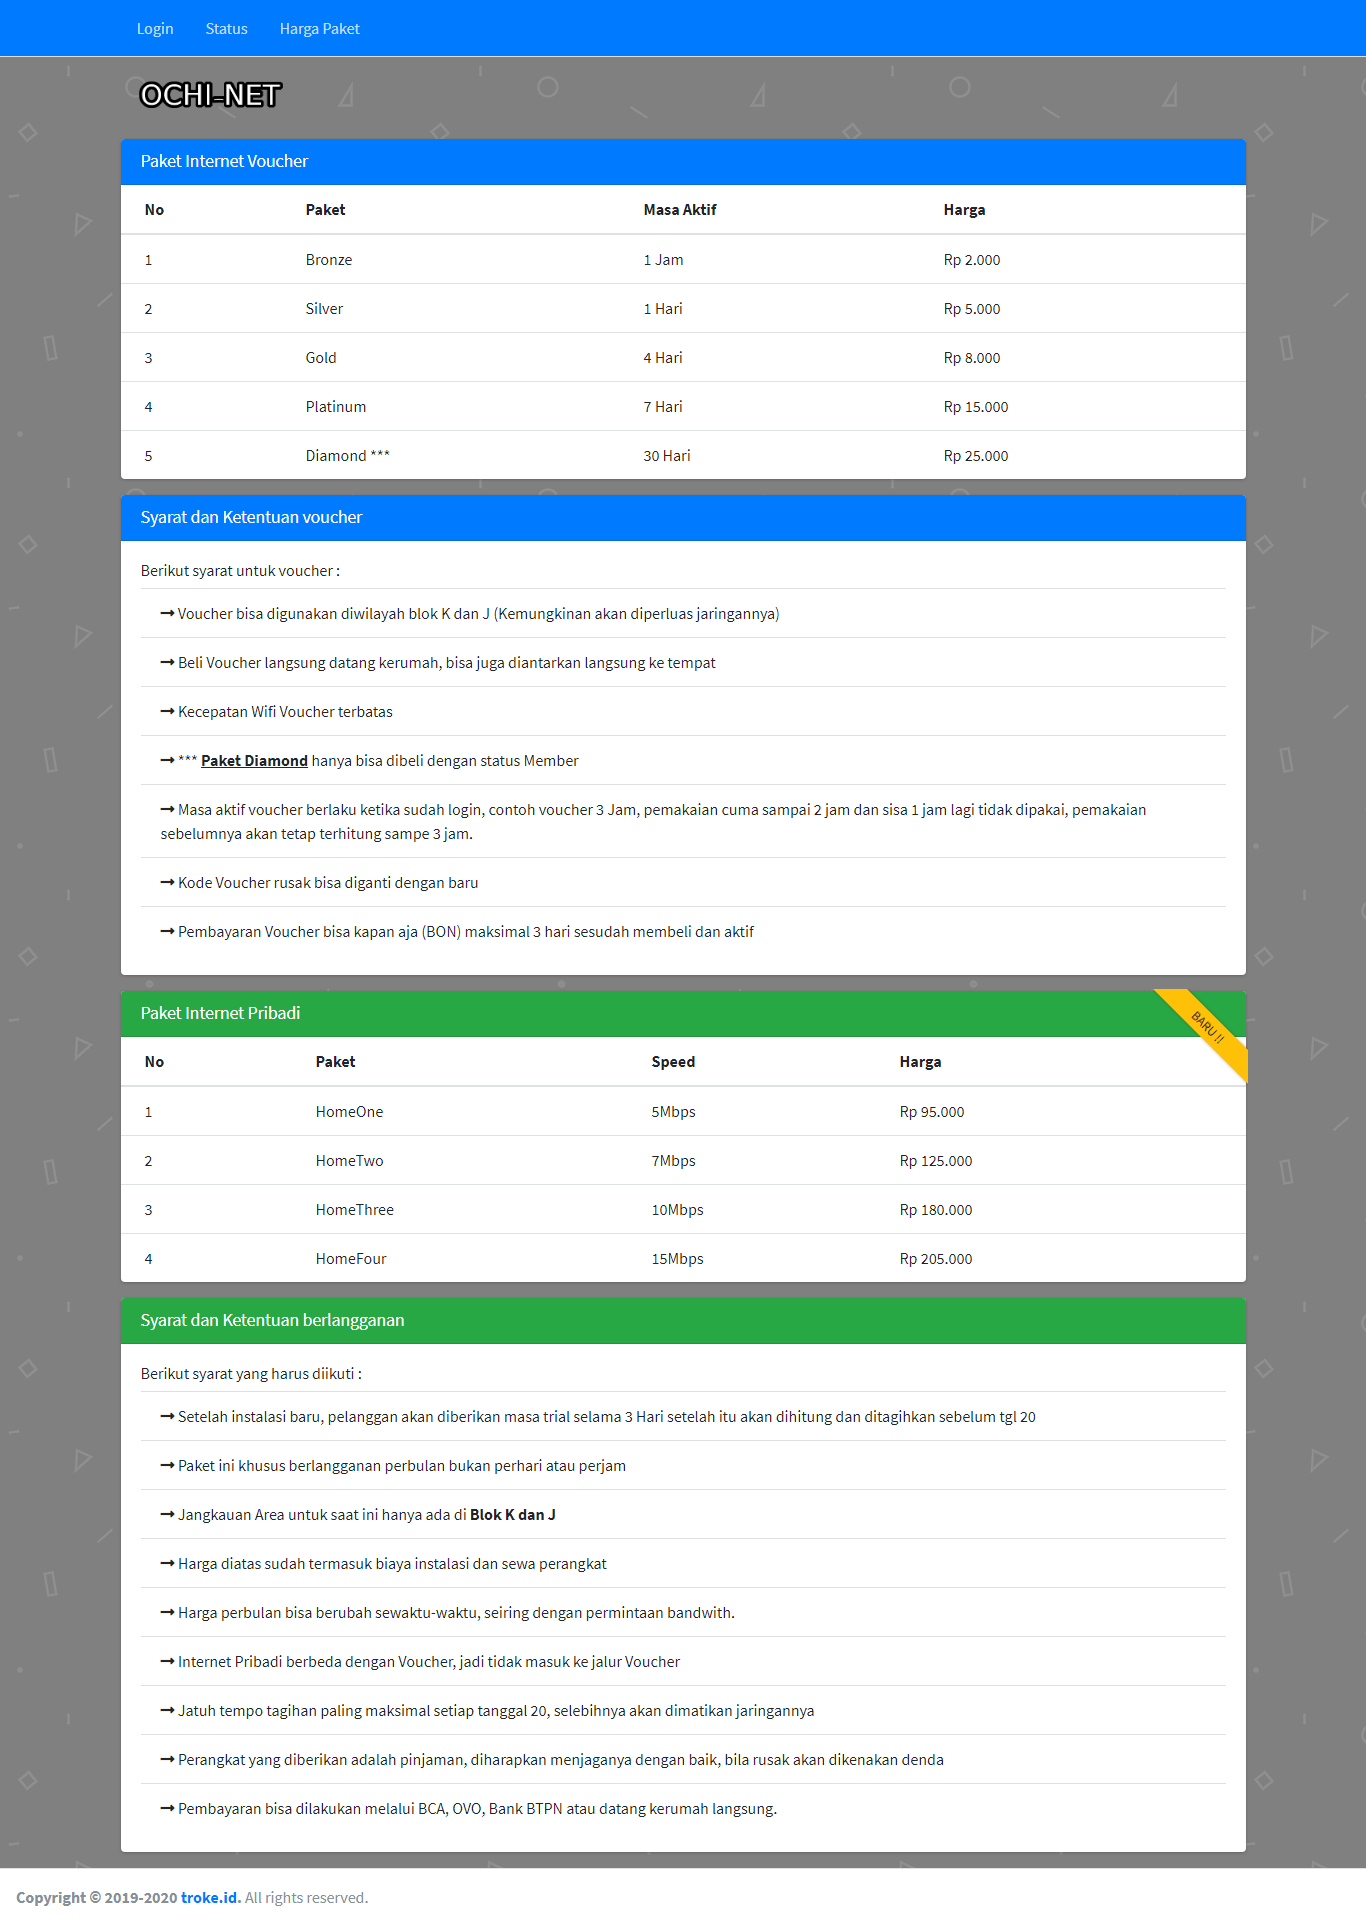 Login Status Harga Paket
OCHI-NET
Paket Internet Voucher
No Paket Masa Aktif Harga
1 Bronze 1 Jam Rp 2.000
2 Silver 1 Hari Rp 5.000
3 Gold 4 Hari Rp 8.000
4 Platinum 7 Hari Rp 15.000
5 Diamond *** 30 Hari Rp 25.000
Syarat dan Ketentuan voucher
Berikut syarat untuk voucher :
→ Voucher bisa digunakan diwilayah blok K dan J (Kemungkinan akan diperluas jaringannya)
→ Beli Voucher langsung datang kerumah, bisa juga diantarkan langsung ke tempat
→ Kecepatan Wifi Voucher terbatas
→ *** Paket Diamond hanya bisa dibeli dengan status Member
→ Masa aktif voucher berlaku ketika sudah login, contoh voucher 3 Jam, pemakaian cuma sampai 2 jam dan sisa 1 jam lagi tidak dipakai, pemakaian
sebelumnya akan tetap terhitung sampe 3 jam.
→ Kode Voucher rusak bisa diganti dengan baru
→ Pembayaran Voucher bisa kapan aja (BON) maksimal 3 hari sesudah membeli dan aktif
Paket Internet Pribadi
BARU !!
No Paket Speed Harga
1 HomeOne 5Mbps Rp 95.000
2 HomeTwo 7Mbps Rp 125.000
3 HomeThree 10Mbps Rp 180.000
4 HomeFour 15Mbps Rp 205.000
Syarat dan Ketentuan berlangganan
Berikut syarat yang harus diikuti :
→ Setelah instalasi baru, pelanggan akan diberikan masa trial selama 3 Hari setelah itu akan dihitung dan ditagihkan sebelum tgl 20
→ Paket ini khusus berlangganan perbulan bukan perhari atau perjam
→ Jangkauan Area untuk saat ini hanya ada di Blok K dan J
→ Harga diatas sudah termasuk biaya instalasi dan sewa perangkat
→ Harga perbulan bisa berubah sewaktu-waktu, seiring dengan permintaan bandwith.
→ Internet Pribadi berbeda dengan Voucher, jadi tidak masuk ke jalur Voucher
→ Jatuh tempo tagihan paling maksimal setiap tanggal 20, selebihnya akan dimatikan jaringannya
→ Perangkat yang diberikan adalah pinjaman, diharapkan menjaganya dengan baik, bila rusak akan dikenakan denda
→ Pembayaran bisa dilakukan melalui BCA, OVO, Bank BTPN atau datang kerumah langsung.
Copyright © 2019-2020 troke.id. All rights reserved.